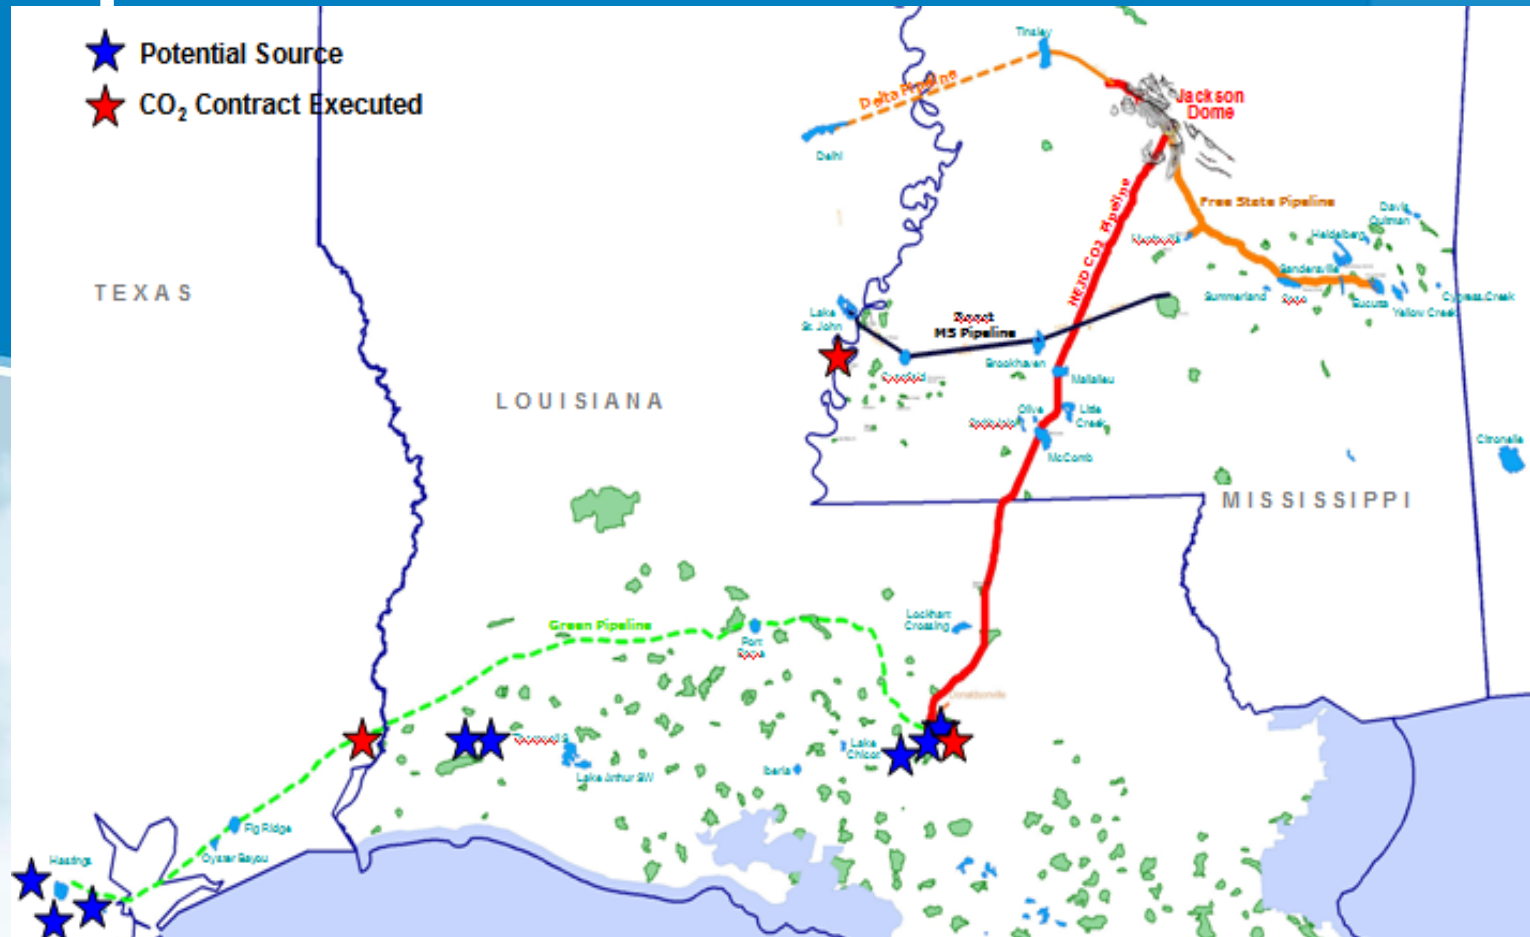 Potential Source
CO₂ Contract Executed
Tinsley
Delta Pipeline
Jackson
Dome
Delhi
NEJD CO2 Pipeline
Free State Pipeline
Davis
Quitman
Heidelberg
TEXAS
Sandersville
Summerland
Soso
Eucutta
Cypress Creek
Yellow Creek
Lake
St. John
MS Pipeline
Brookhaven
Mallalieu
LOUISIANA
Olive
Little
Creek
McComb
Citronelle
MISSISSIPPI
Green Pipeline
Lockhart
Crossing
Port
Donaldsonville
Lake
Chicot
Iberia
Lake Arthur SW
Fig Ridge
Oyster Bayou
Hastings